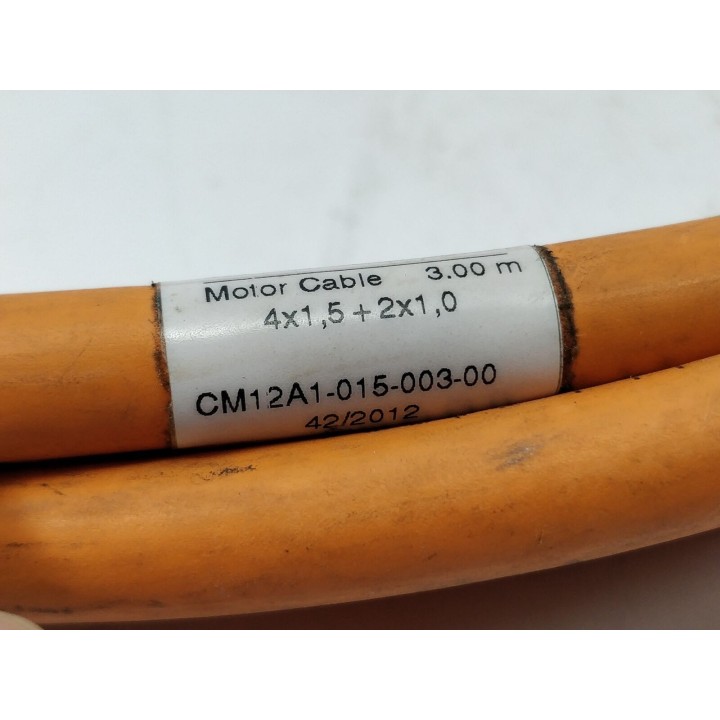 Motor Cable 3.00 m
4x1,5 + 2x1,0
CM12A1-015-003-00
42/2012